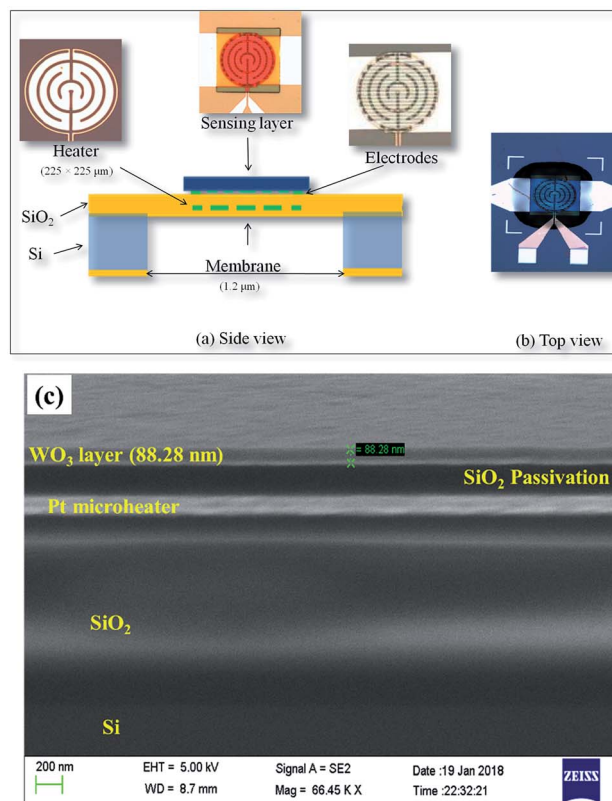 Sensing layer
Heater
(225 × 225 μm)
Electrodes
SiO₂
Si
Membrane
(1.2 μm)
(a) Side view
(b) Top view
(c)
= 88.28 nm
WO₃ layer (88.28 nm)
SiO₂ Passivation
Pt microheater
SiO₂
Si
200 nm
EHT = 5.00 kV
Signal A = SE2
Date :19 Jan 2018
WD = 8.7 mm
Mag = 66.45 K X
Time :22:32:21
ZEISS